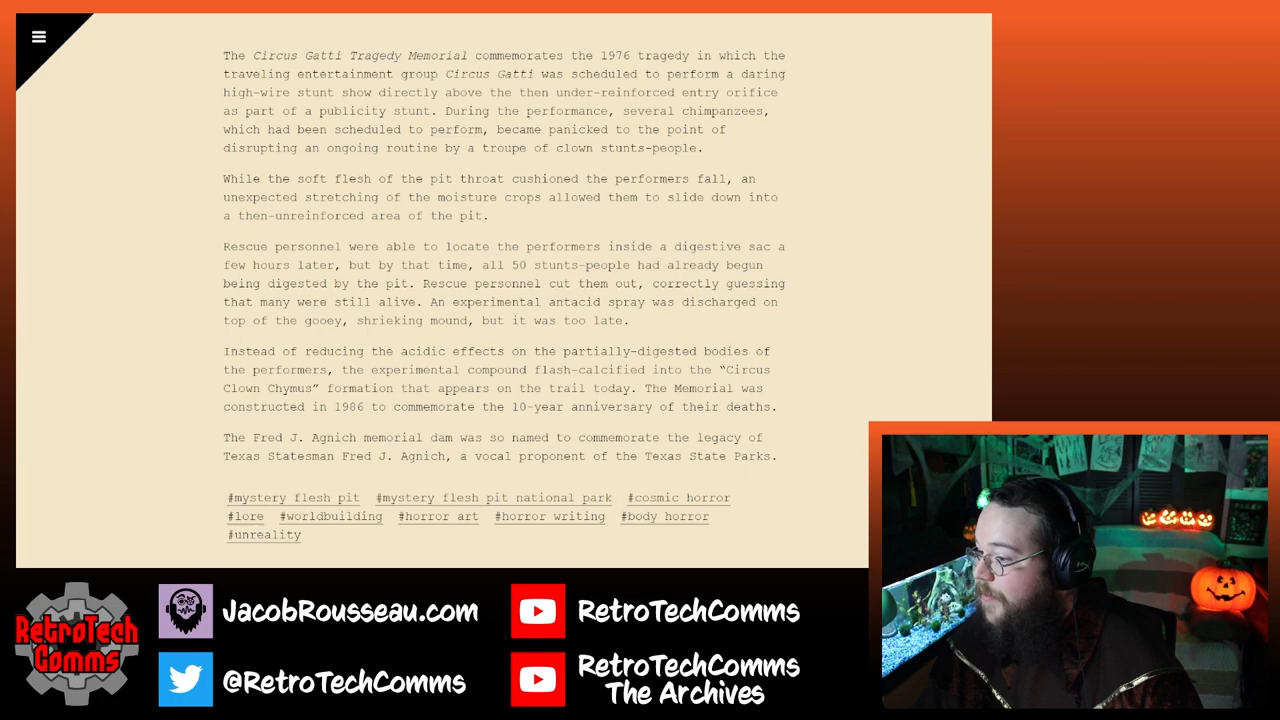 The Circus Gatti Tragedy Memorial commemorates the 1976 tragedy in which the
traveling entertainment group Circus Gatti was scheduled to perform a daring
high-wire stunt show directly above the then under-reinforced entry orifice
as part of a publicity stunt. During the performance, several chimpanzees,
which had been scheduled to perform, became panicked to the point of
disrupting an ongoing routine by a troupe of clown stunts-people.
While the soft flesh of the pit throat cushioned the performers fall, an
unexpected stretching of the moisture crops allowed them to slide down into
a then-unreinforced area of the pit.
Rescue personnel were able to locate the performers inside a digestive sac a
few hours later, but by that time, all 50 stunts-people had already begun
being digested by the pit. Rescue personnel cut them out, correctly guessing
that many were still alive. An experimental antacid spray was discharged on
top of the gooey, shrieking mound, but it was too late.
Instead of reducing the acidic effects on the partially-digested bodies of
the performers, the experimental compound flash-calcified into the “Circus
Clown Chymus” formation that appears on the trail today. The Memorial was
constructed in 1986 to commemorate the 10-year anniversary of their deaths.
The Fred J. Agnich memorial dam was so named to commemorate the legacy of
Texas Statesman Fred J. Agnich, a vocal proponent of the Texas State Parks.
#mystery flesh pit #mystery flesh pit national park #cosmic horror
#lore #worldbuilding #horror art #horror writing #body horror
#unreality
RetroTech
Comms
JacobRousseau.com
@RetroTechComms
RetroTechComms
RetroTechComms
The Archives